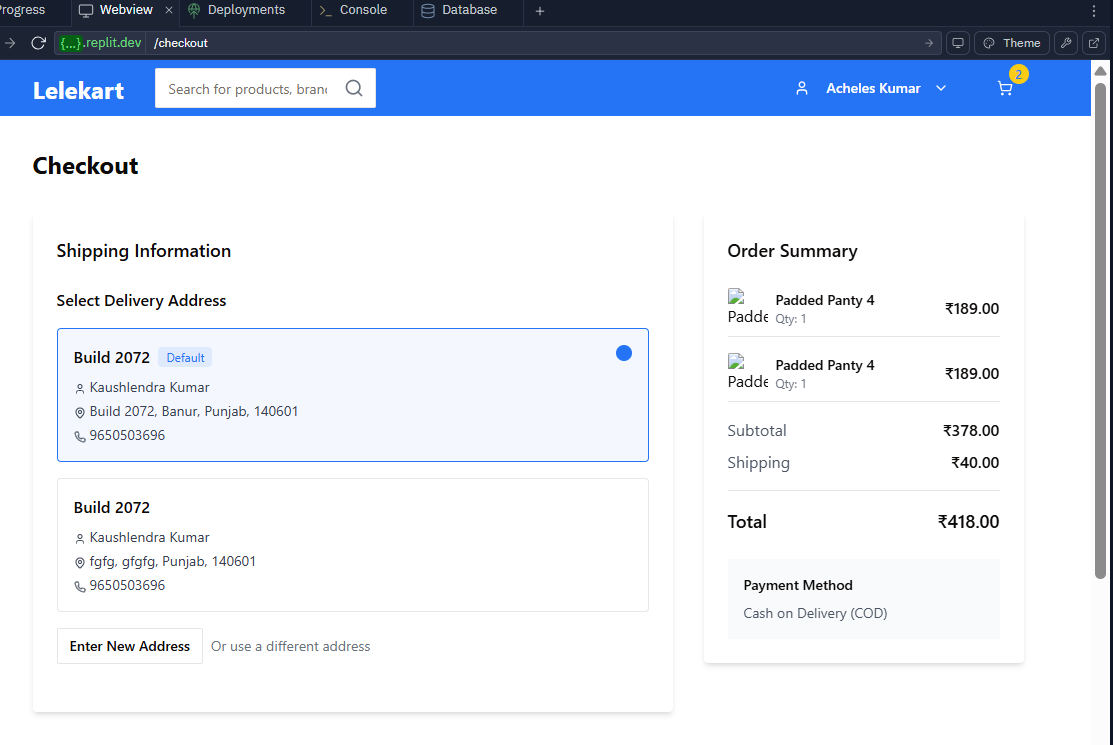 rogress
Webview
Deployments
Console
Database
{...}.replit.dev /checkout
Theme
Lelekart
Search for products, bran
Acheles Kumar
2
Checkout
Shipping Information
Select Delivery Address
Build 2072 Default
Kaushlendra Kumar
Build 2072, Banur, Punjab, 140601
9650503696
Build 2072
Kaushlendra Kumar
fgfg, gfgfg, Punjab, 140601
9650503696
Enter New Address Or use a different address
Order Summary
Padde
Padded Panty 4
Qty: 1
₹189.00
Padde
Padded Panty 4
Qty: 1
₹189.00
Subtotal ₹378.00
Shipping ₹40.00
Total ₹418.00
Payment Method
Cash on Delivery (COD)